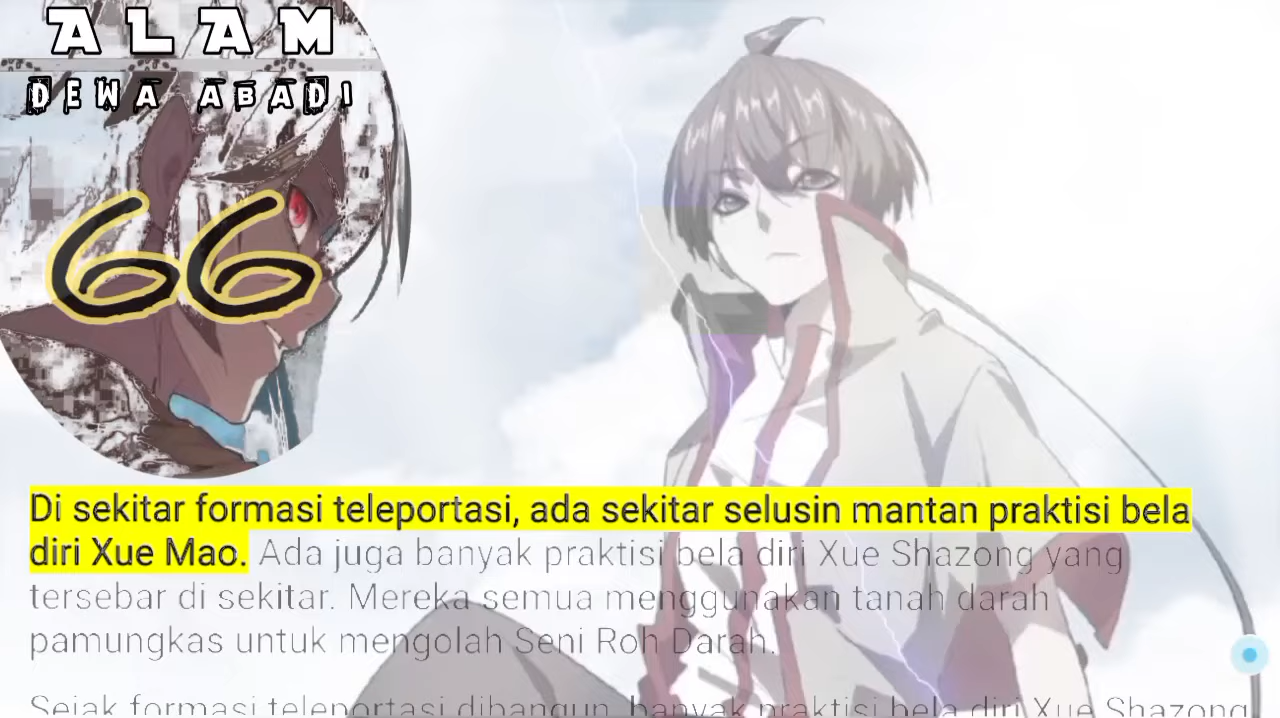 ALAM
DEWA ABADI
66
Di sekitar formasi teleportasi, ada sekitar selusin mantan praktisi bela
diri Xue Mao. Ada juga banyak praktisi bela diri Xue Shazong yang
tersebar di sekitar. Mereka semua menggunakan tanah darah
pamungkas untuk mengolah Seni Roh Darah.
Sejak formasi teleportasi dibangun, banyak praktisi bela diri Xue Shazong